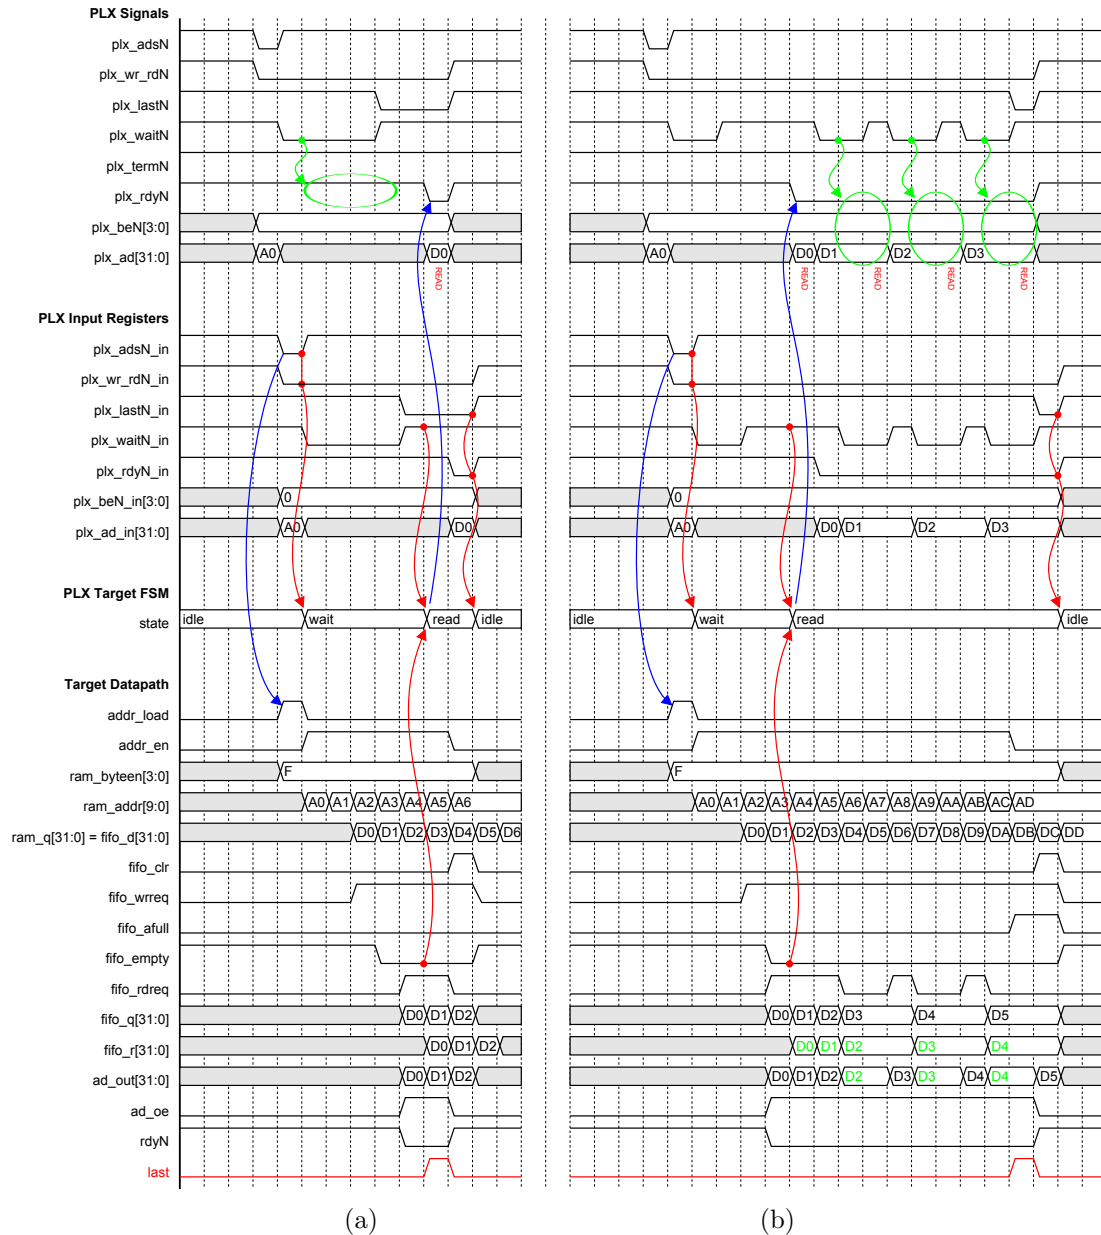 PLX Signals
plx_adsN
plx_wr_rdN
plx_lastN
plx_waitN
plx_termN
plx_rdyN
plx_beN[3:0]
plx_ad[31:0] A0 D0 A0 D0 D1 D2 D3
READ READ READ READ READ
PLX Input Registers
plx_adsN_in
plx_wr_rdN_in
plx_lastN_in
plx_waitN_in
plx_rdyN_in
plx_beN_in[3:0] 0 0
plx_ad_in[31:0] A0 D0 A0 D0 D1 D2 D3
PLX Target FSM
state idle wait read idle idle wait read idle
Target Datapath
addr_load
addr_en
ram_byteen[3:0] F F
ram_addr[9:0] A0 A1 A2 A3 A4 A5 A6 A0 A1 A2 A3 A4 A5 A6 A7 A8 A9 AA AB AC AD
ram_q[31:0] = fifo_d[31:0] D0 D1 D2 D3 D4 D5 D6 D0 D1 D2 D3 D4 D5 D6 D7 D8 D9 DA DB DC DD
fifo_clr
fifo_wrreq
fifo_afull
fifo_empty
fifo_rdreq
fifo_q[31:0] D0 D1 D2 D0 D1 D2 D3 D4 D5
fifo_r[31:0] D0 D1 D2 D0 D1 D2 D3 D4
ad_out[31:0] D0 D1 D2 D0 D1 D2 D2 D3 D3 D4 D4 D5
ad_oe
rdyN
last
(a) (b)